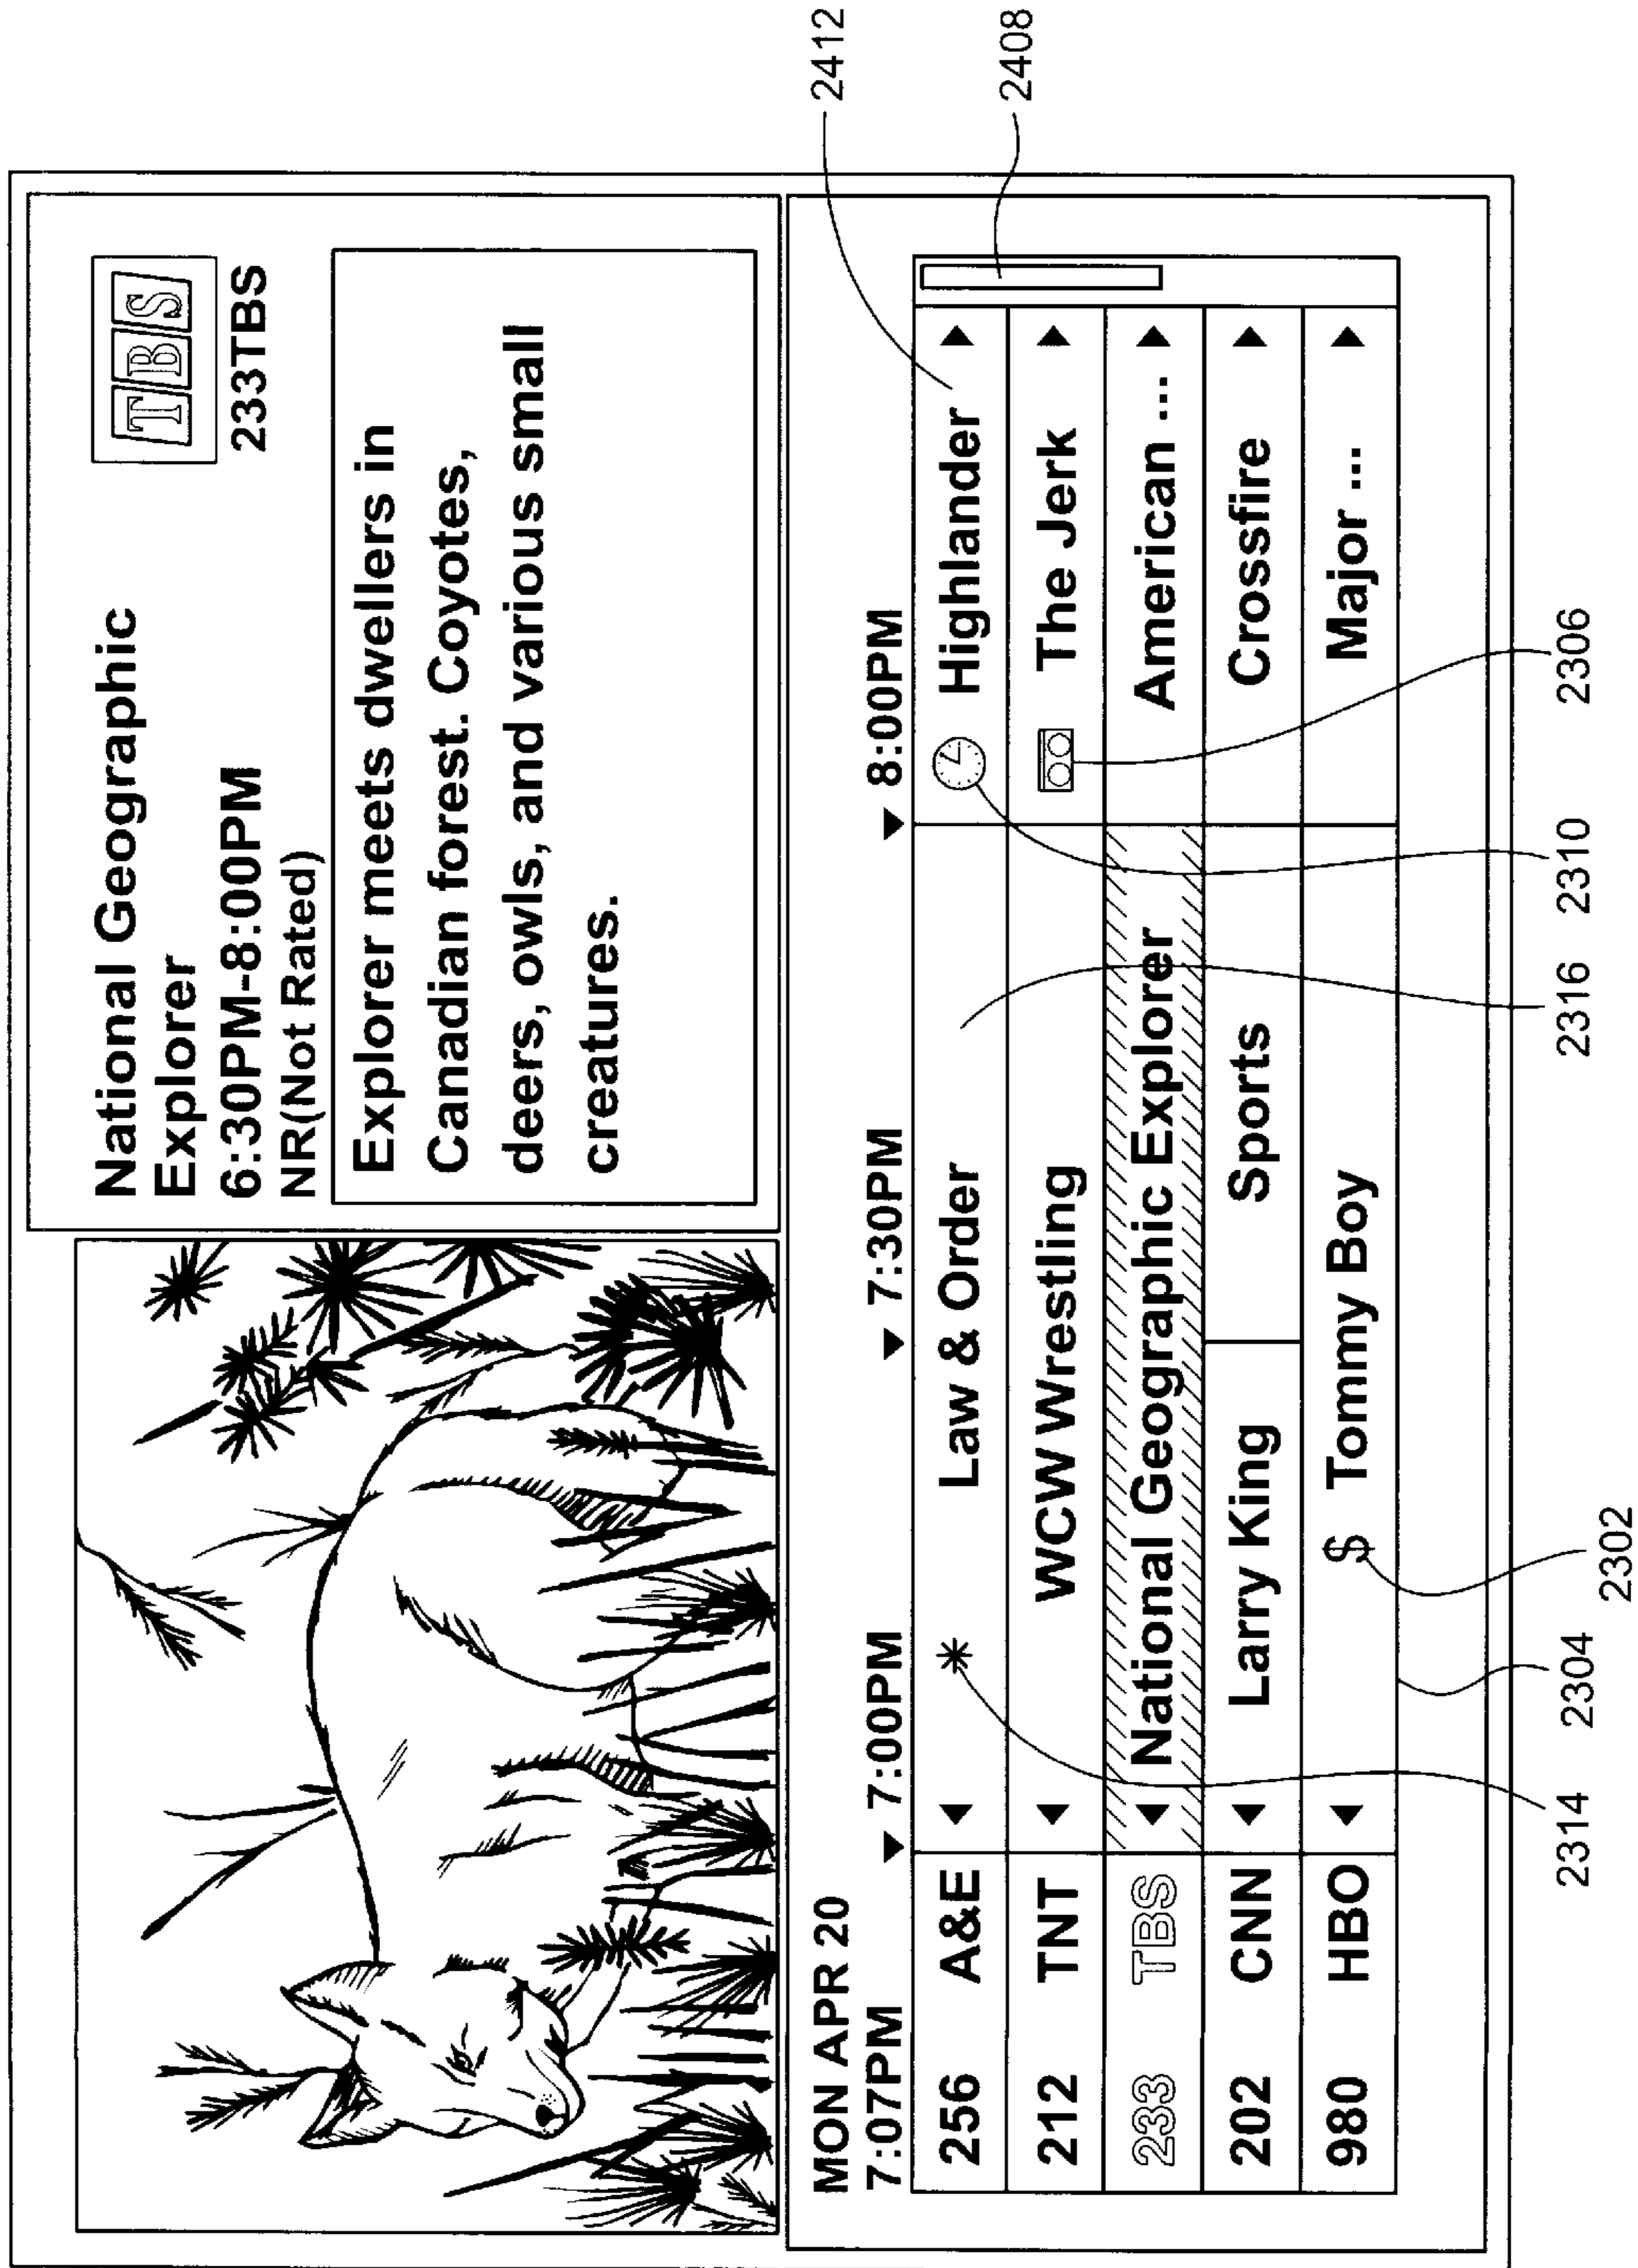 National Geographic
Explorer
6:30PM-8:00PM
NR(Not Rated)
TBS
233TBS
Explorer meets dwellers in
Canadian forest. Coyotes,
deers, owls, and various small
creatures.
MON APR 20
7:07PM ▼ 7:00PM ▼ 7:30PM ▼ 8:00PM
256 A&E ◀ * Law & Order Highlander ▶
212 TNT ◀ WCW Wrestling The Jerk ▶
233 TBS ◀ National Geographic Explorer American ... ▶
202 CNN ◀ Larry King Sports Crossfire ▶
980 HBO ◀ $ Tommy Boy Major ... ▶
2412
2408
2314
2304
2302
2316
2310
2306